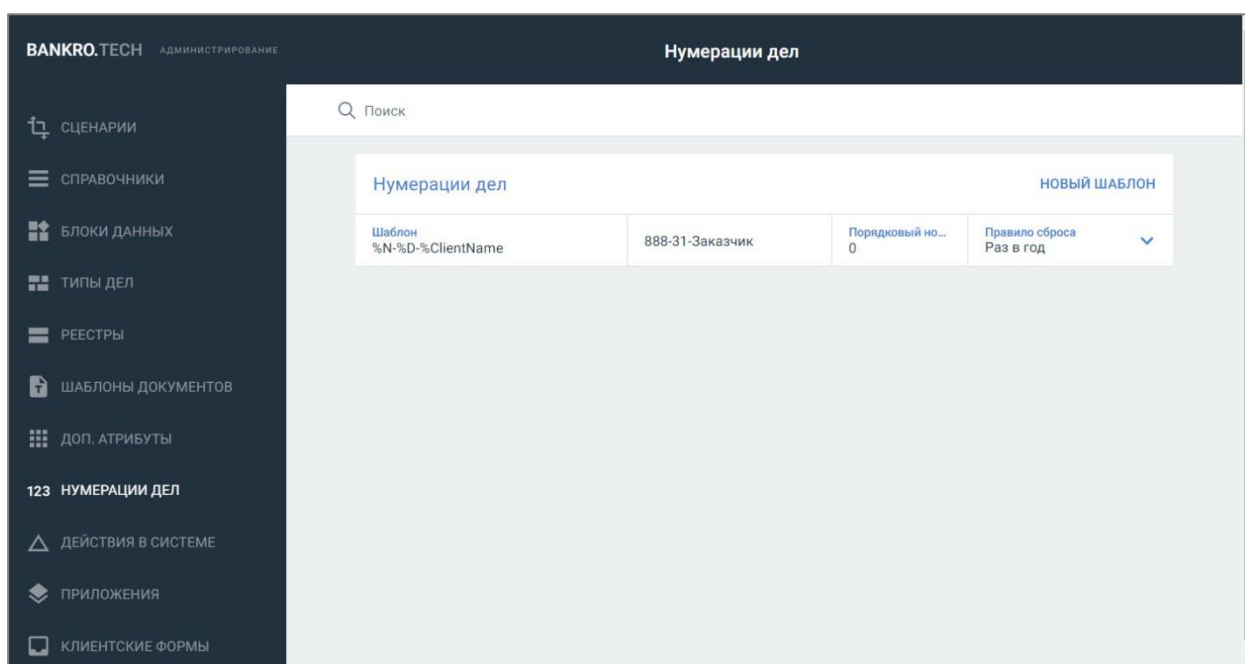 BANKRO.TECH АДМИНИСТРИРОВАНИЕ
Нумерации дел
СЦЕНАРИИ
СПРАВОЧНИКИ
БЛОКИ ДАННЫХ
ТИПЫ ДЕЛ
РЕЕСТРЫ
ШАБЛОНЫ ДОКУМЕНТОВ
ДОП. АТРИБУТЫ
123 НУМЕРАЦИИ ДЕЛ
ДЕЙСТВИЯ В СИСТЕМЕ
ПРИЛОЖЕНИЯ
КЛИЕНТСКИЕ ФОРМЫ
Поиск
Нумерации дел НОВЫЙ ШАБЛОН
Шаблон
%N-%D-%ClientName
888-31-Заказчик
Порядковый но...
0
Правило сброса
Раз в год